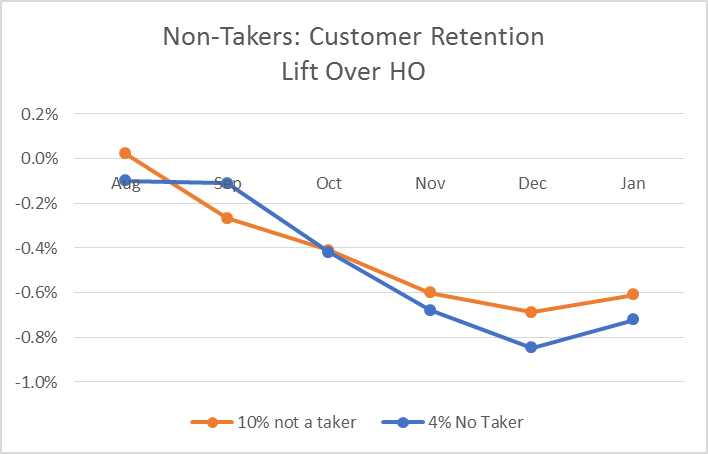 Non-Takers: Customer Retention
Lift Over HO
0.2%
0.0%
Aug Sep Oct Nov Dec Jan
-0.2%
-0.4%
-0.6%
-0.8%
-1.0%
10% not a taker 4% No Taker